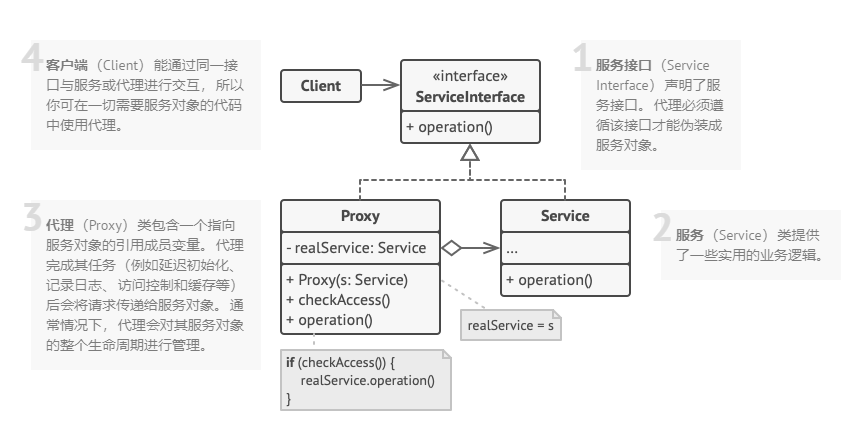 4
客户端（Client）能通过同一接
口与服务或代理进行交互，所以
你可在一切需要服务对象的代码
中使用代理。
Client
«interface»
ServiceInterface
+ operation()
1
服务接口（Service
Interface）声明了服
务接口。代理必须遵
循该接口才能伪装成
服务对象。
3
代理（Proxy）类包含一个指向
服务对象的引用成员变量。代理
完成其任务（例如延迟初始化、
记录日志、访问控制和缓存等）
后会将请求传递给服务对象。通
常情况下，代理会对其服务对象
的整个生命周期进行管理。
Proxy
- realService: Service
+ Proxy(s: Service)
+ checkAccess()
+ operation()
Service
...
+ operation()
2
服务（Service）类提供
了一些实用的业务逻辑。
realService = s
if (checkAccess()) {
realService.operation()
}